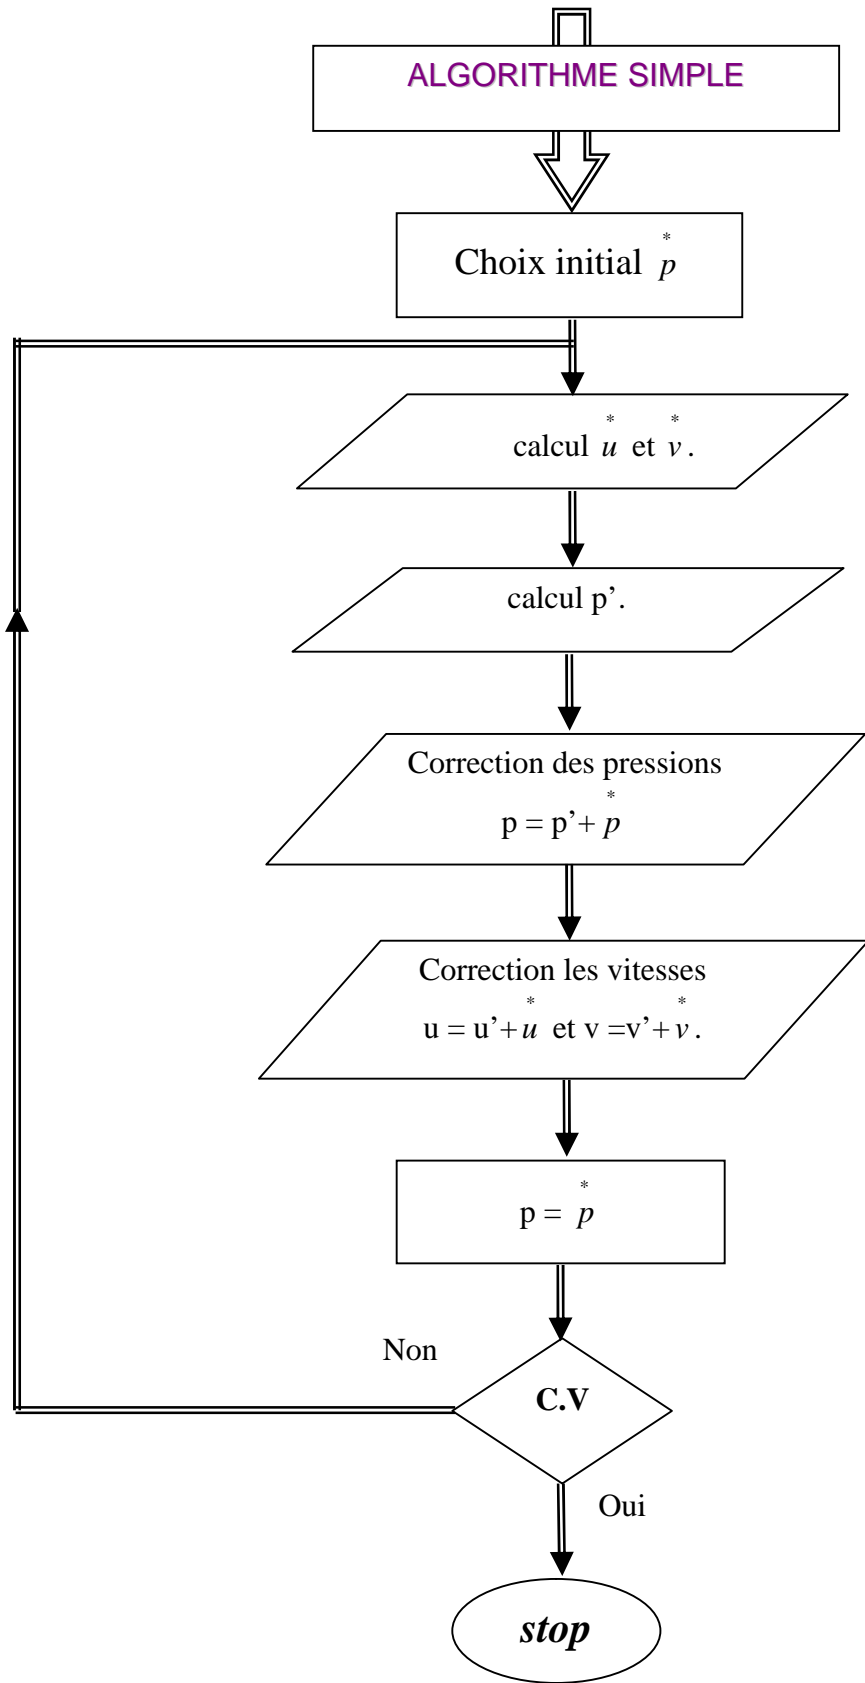 ALGORITHME SIMPLE
Choix initial p*
calcul u* et v*.
calcul p’.
Correction des pressions
p = p’+ p*
Correction les vitesses
u = u’+u* et v =v’+v*.
p = p*
Non
C.V
Oui
stop